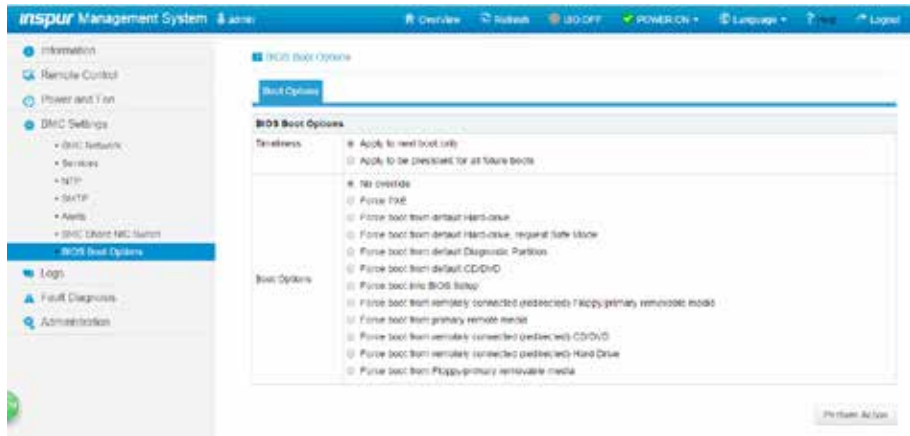 inspur Management System admin Overview Refresh UID:OFF POWER:ON Language Help Logout
Information
Remote Control
Power and Fan
BMC Settings
• BMC Network
• Services
• NTP
• SMTP
• Alerts
• BMC Share NIC Switch
• BIOS Boot Options
Logs
Fault Diagnosis
Administration
BIOS Boot Options
Boot Options
BIOS Boot Options
Timeliness
Apply to next boot only
Apply to be persistent for all future boots
Boot Options
No override
Force PXE
Force boot from default Hard-drive
Force boot from default Hard-drive, request Safe Mode
Force boot from default Diagnostic Partition
Force boot from default CD/DVD
Force boot into BIOS Setup
Force boot from remotely connected (redirected) Floppy/primary removable media
Force boot from primary remote media
Force boot from remotely connected (redirected) CD/DVD
Force boot from remotely connected (redirected) Hard Drive
Force boot from Floppy/primary removable media
Perform Action